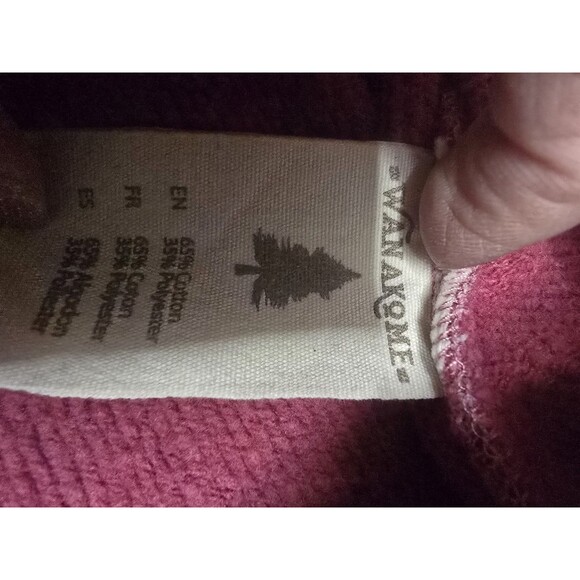 WANAKOME
EN 65% Cotton
35% Polyester
FR 65% Coton
35% Polyester
ES 65% Algodon
35% Poliester